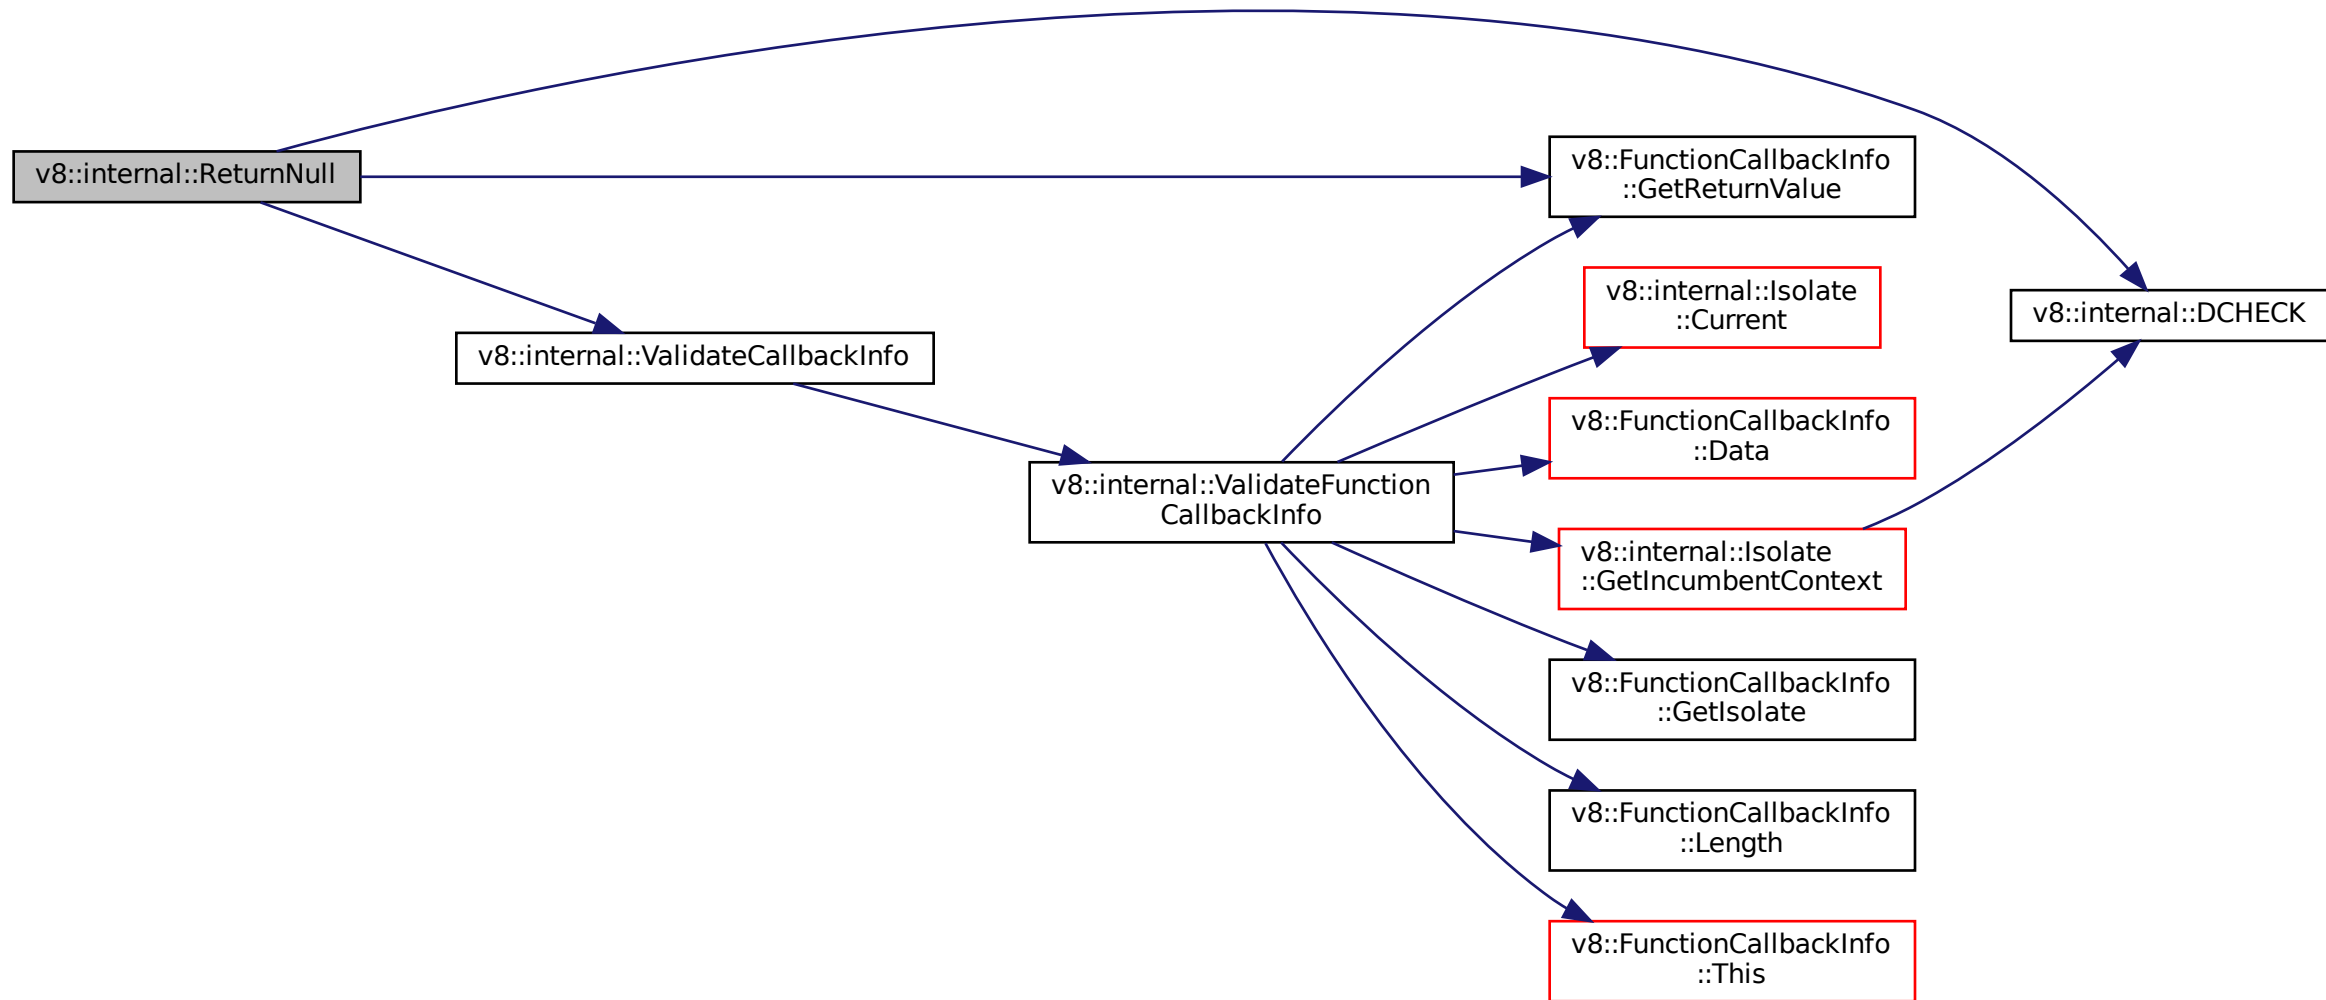 v8::internal::ReturnNull
v8::FunctionCallbackInfo
::GetReturnValue
v8::internal::Isolate
::Current
v8::internal::DCHECK
v8::internal::ValidateCallbackInfo
v8::FunctionCallbackInfo
::Data
v8::internal::ValidateFunction
CallbackInfo
v8::internal::Isolate
::GetIncumbentContext
v8::FunctionCallbackInfo
::GetIsolate
v8::FunctionCallbackInfo
::Length
v8::FunctionCallbackInfo
::This